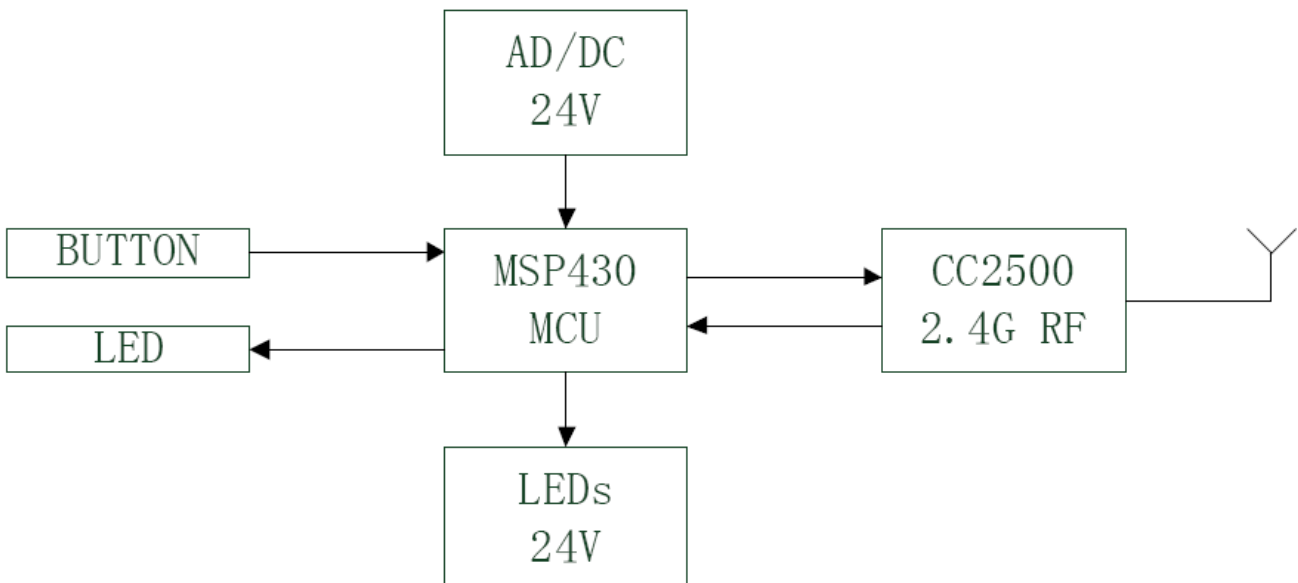 AD/DC
24V
BUTTON
MSP430
MCU
CC2500
2.4G RF
LED
LEDs
24V